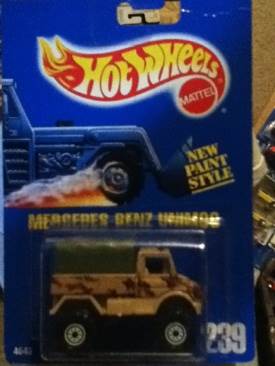 Hot Wheels
MATTEL
NEW
PAINT
STYLE
MERCEDES BENZ UNIMOG
239